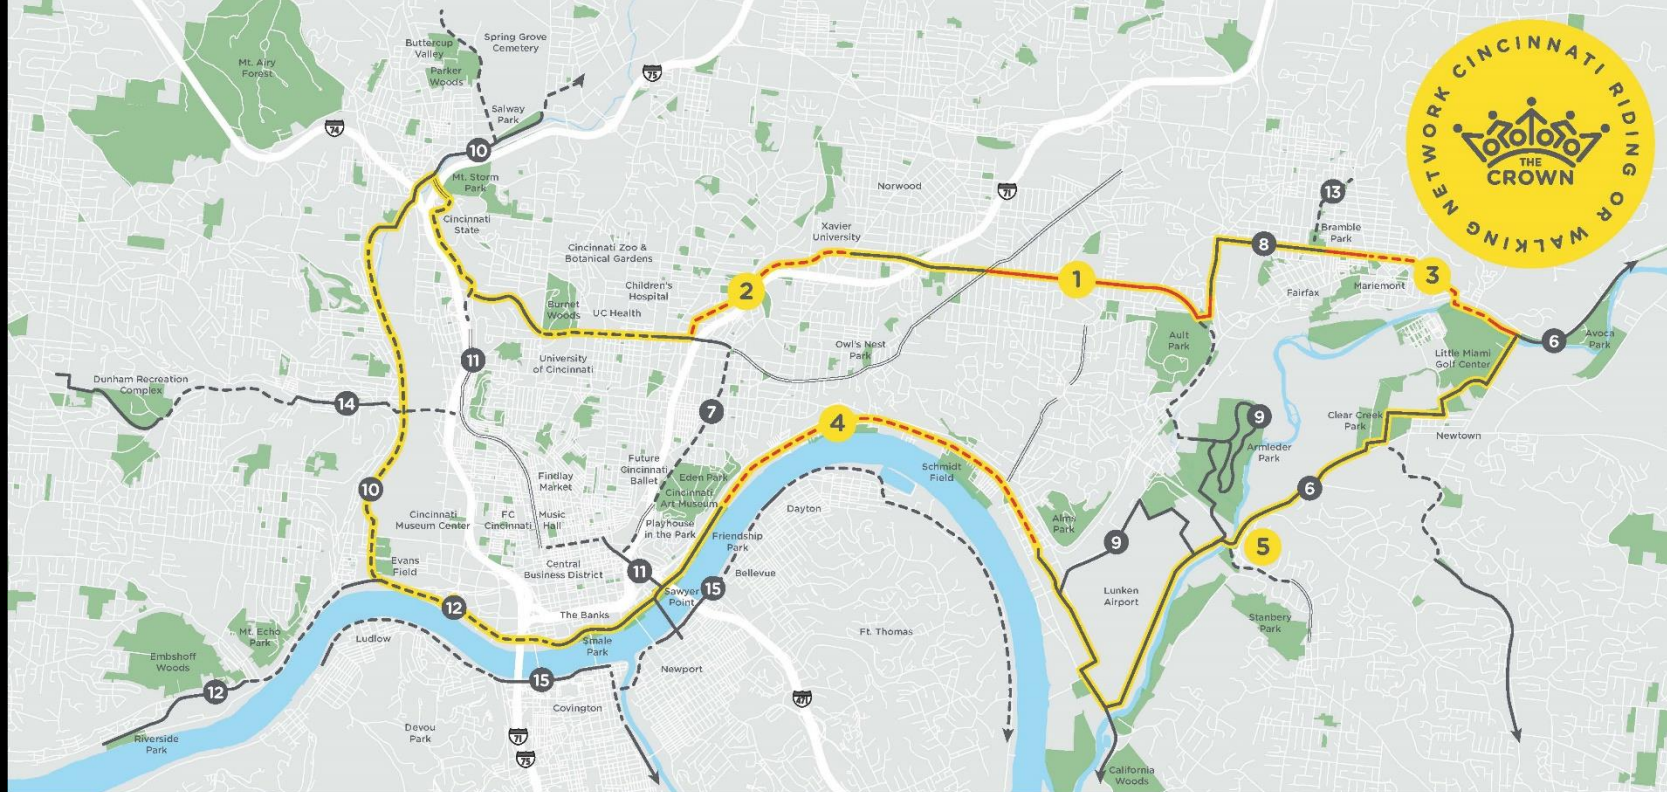 CINCINNATI RIDING OR WALKING NETWORK
THE
CROWN
Mt. Airy
Forest
Buttercup
Valley
Parker
Woods
Spring Grove
Cemetery
75
Salway
Park
74
10
Mt. Storm
Park
Cincinnati
State
Norwood
71
13
Bramble
Park
Xavier
University
8
Cincinnati Zoo &
Botanical Gardens
Children's
Hospital
2
1
3
Fairfax
Mariemont
Burnet
Woods
UC Health
Ault
Park
6
Avoca
Park
Owl's Nest
Park
11
University
of Cincinnati
Little Miami
Golf Center
Dunham Recreation
Complex
14
7
4
9
Clear Creek
Park
Newtown
Armleder
Park
Future
Cincinnati
Ballet
Eden Park
Cincinnati
Art Museum
Schmidt
Field
Findlay
Market
10
6
Dayton
Cincinnati
Museum Center
FC
Cincinnati
Music
Hall
Playhouse
in the Park
Alms
Park
Friendship
Park
9
5
Evans
Field
Central
Business District
11
Bellevue
15
Sawyer
Point
Lunken
Airport
12
The Banks
Stanbery
Park
Mt. Echo
Park
Ludlow
Smale
Park
Ft. Thomas
Embshoff
Woods
Newport
15
12
471
Covington
Devou
Park
71
75
Riverside
Park
California
Woods